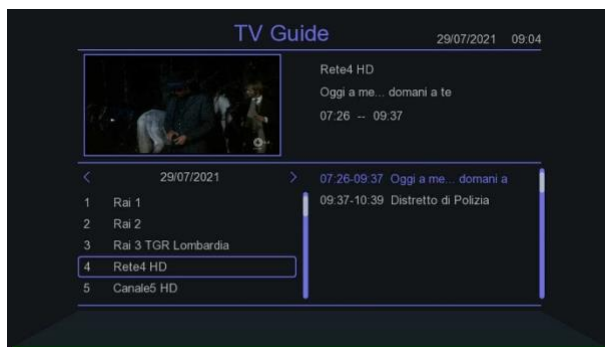 TV Guide
29/07/2021 09:04
Rete4 HD
Oggi a me... domani a te
07:26 -- 09:37
< 29/07/2021 >
1 Rai 1
2 Rai 2
3 Rai 3 TGR Lombardia
4 Rete4 HD
5 Canale5 HD
07:26-09:37 Oggi a me... domani a
09:37-10:39 Distretto di Polizia